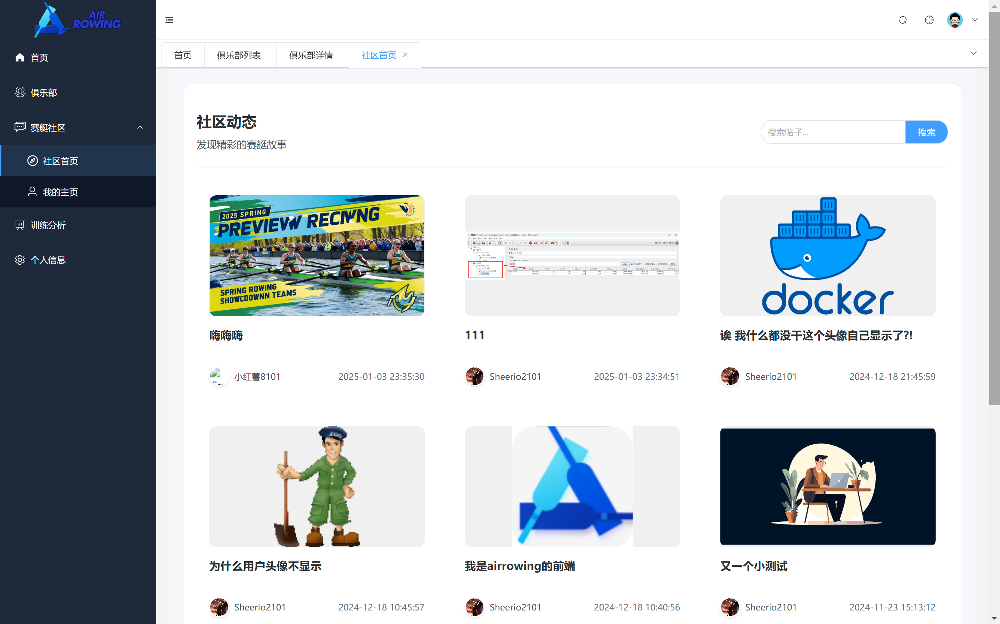 AIR
ROWING
首页
俱乐部
赛艇社区
社区首页
我的主页
训练分析
个人信息
首页
俱乐部列表
俱乐部详情
社区首页
社区动态
发现精彩的赛艇故事
搜索帖子...
搜索
2025 SPRING
PREVIEW RECIWNG
SPRING ROWING
SHOWCDOWNN TEAMS
docker
嗨嗨嗨
111
诶 我什么都没干这个头像自己显示了?!
小红薯8101
2025-01-03 23:35:30
Sheerio2101
2025-01-03 23:34:51
Sheerio2101
2024-12-18 21:45:59
为什么用户头像不显示
我是airrowing的前端
又一个小测试
Sheerio2101
2024-12-18 10:45:57
Sheerio2101
2024-12-18 10:40:56
Sheerio2101
2024-11-23 15:13:12